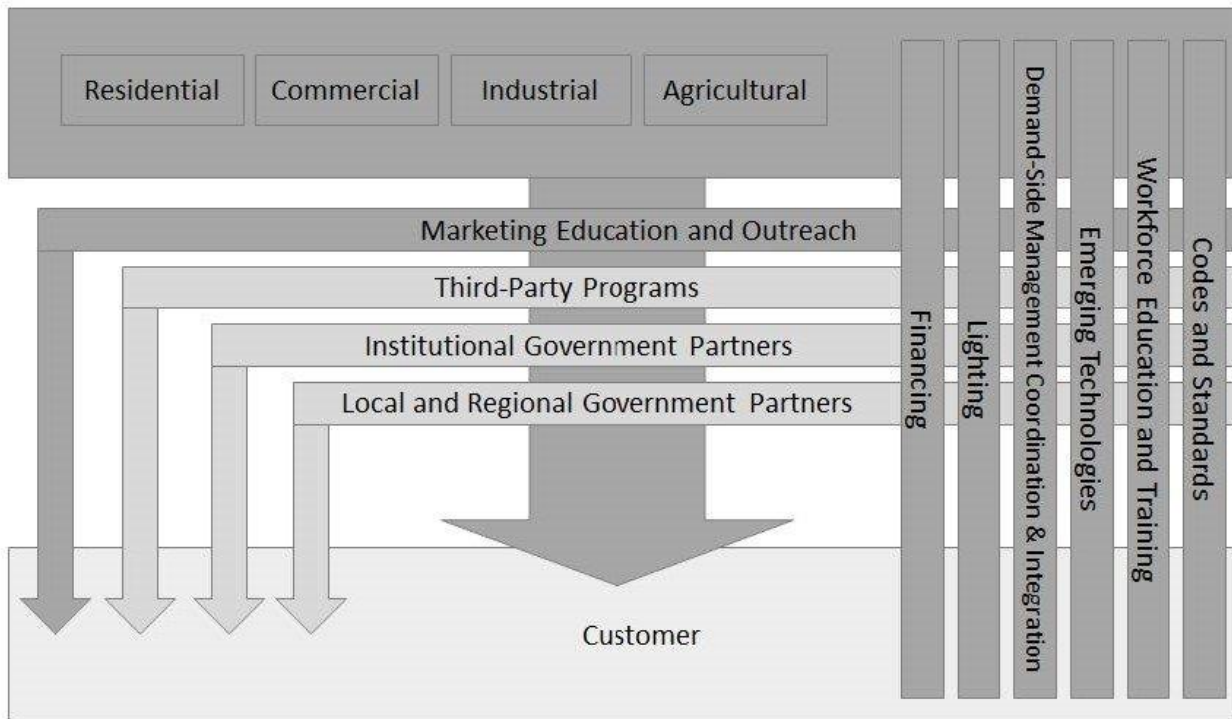 Residential
Commercial
Industrial
Agricultural
Marketing Education and Outreach
Third-Party Programs
Institutional Government Partners
Local and Regional Government Partners
Customer
Financing
Lighting
Demand-Side Management Coordination & Integration
Emerging Technologies
Workforce Education and Training
Codes and Standards